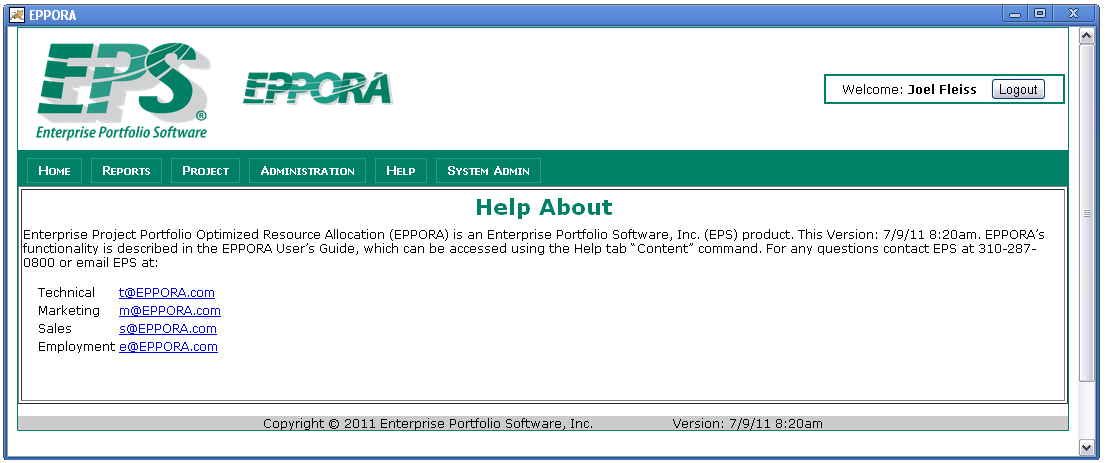 EPPORA
EPS®
Enterprise Portfolio Software
EPPORA
Welcome: Joel Fleiss Logout
Home Reports Project Administration Help System Admin
Help About
Enterprise Project Portfolio Optimized Resource Allocation (EPPORA) is an Enterprise Portfolio Software, Inc. (EPS) product. This Version: 7/9/11 8:20am. EPPORA’s
functionality is described in the EPPORA User’s Guide, which can be accessed using the Help tab “Content” command. For any questions contact EPS at 310-287-
0800 or email EPS at:
Technical t@EPPORA.com
Marketing m@EPPORA.com
Sales s@EPPORA.com
Employment e@EPPORA.com
Copyright © 2011 Enterprise Portfolio Software, Inc. Version: 7/9/11 8:20am